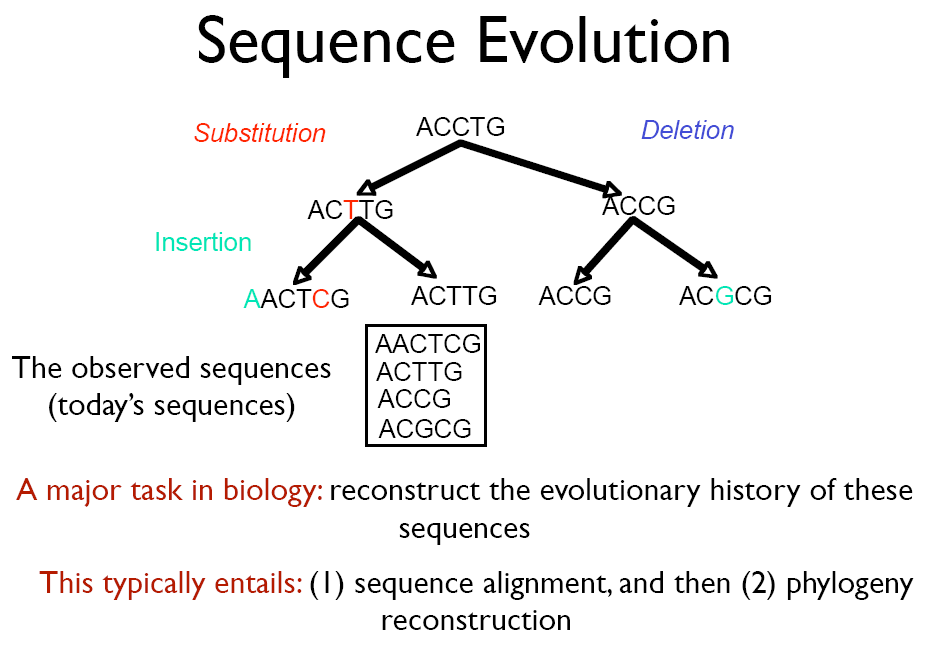 Sequence Evolution
Substitution
ACCTG
Deletion
ACTTG
ACCG
Insertion
AACTCG
ACTTG
ACCG
ACGCG
The observed sequences
(today’s sequences)
AACTCG
ACTTG
ACCG
ACGCG
A major task in biology: reconstruct the evolutionary history of these
sequences
This typically entails: (1) sequence alignment, and then (2) phylogeny
reconstruction